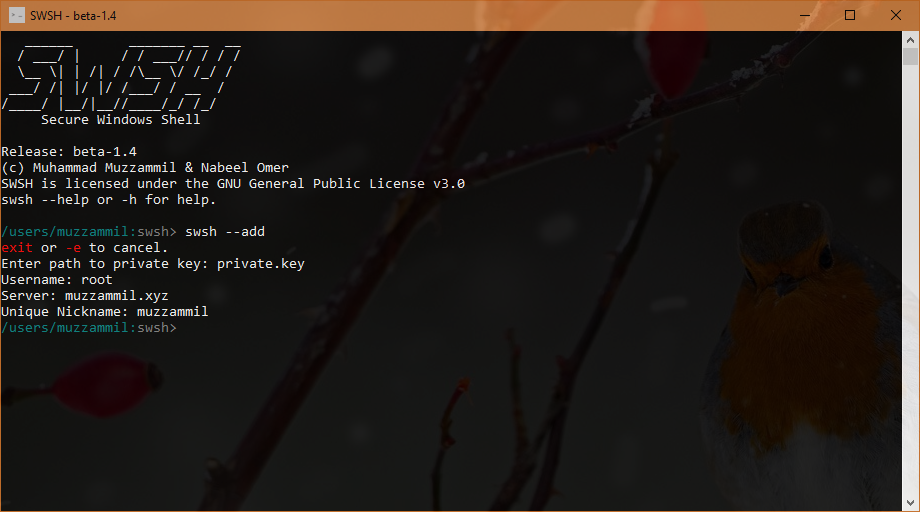 SWSH - beta-1.4
SWSH
Secure Windows Shell
Release: beta-1.4
(c) Muhammad Muzzammil & Nabeel Omer
SWSH is licensed under the GNU General Public License v3.0
swsh --help or -h for help.
/users/muzzammil:swsh> swsh --add
exit or -e to cancel.
Enter path to private key: private.key
Username: root
Server: muzzammil.xyz
Unique Nickname: muzzammil
/users/muzzammil:swsh>